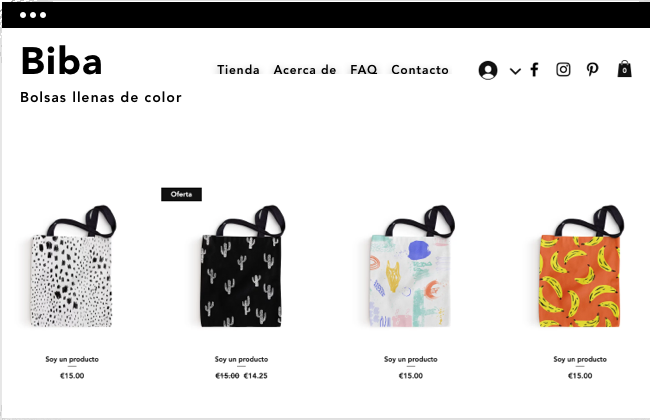 Biba
Tienda Acerca de FAQ Contacto
0
Bolsas llenas de color
Oferta
Soy un producto Soy un producto Soy un producto Soy un producto
€15.00 €15.00 €14.25 €15.00 €15.00